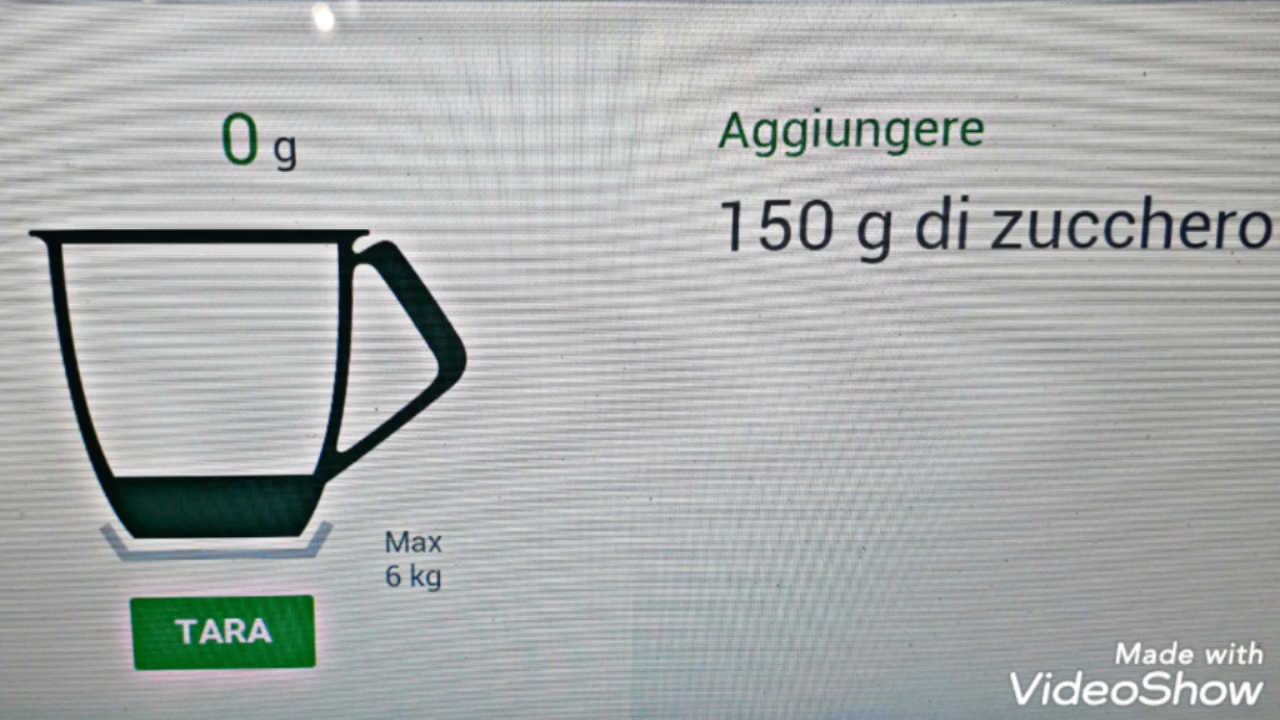 0 g
Aggiungere
150 g di zucchero
Max
6 kg
TARA
Made with
VideoShow